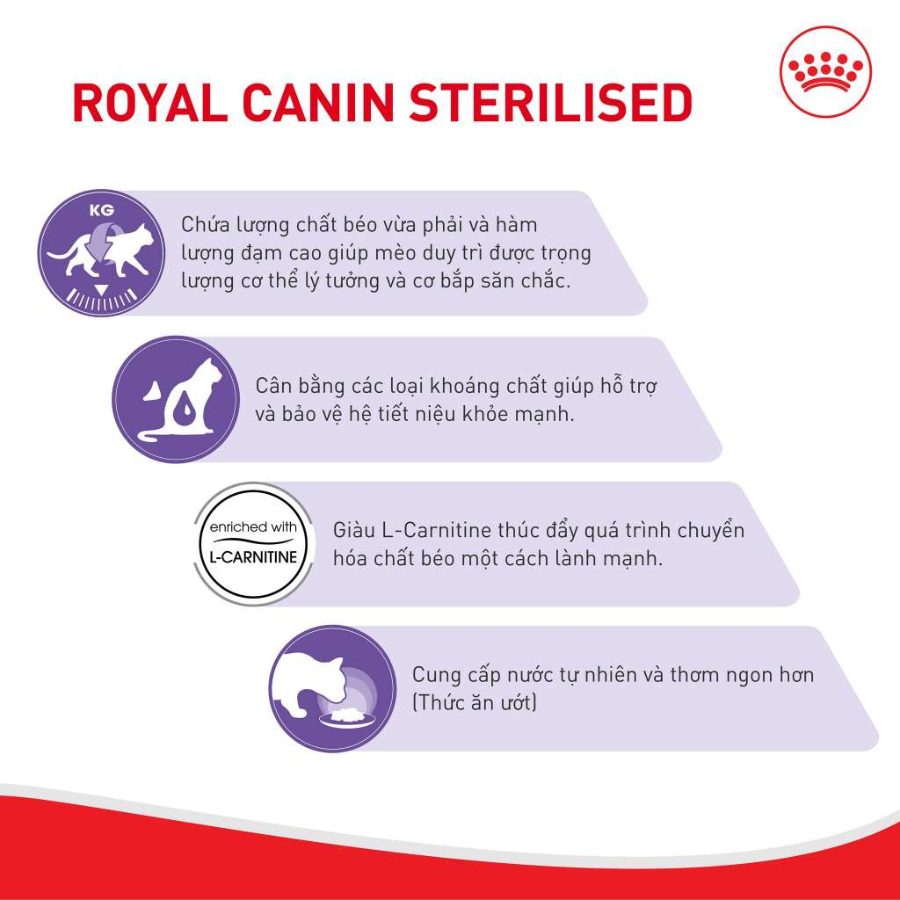 ROYAL CANIN STERILISED
KG
Chứa lượng chất béo vừa phải và hàm
lượng đạm cao giúp mèo duy trì được trọng
lượng cơ thể lý tưởng và cơ bắp săn chắc.
Cân bằng các loại khoáng chất giúp hỗ trợ
và bảo vệ hệ tiết niệu khỏe mạnh.
enriched with
L-CARNITINE
Giàu L-Carnitine thúc đẩy quá trình chuyển
hóa chất béo một cách lành mạnh.
Cung cấp nước tự nhiên và thơm ngon hơn
(Thức ăn ướt)